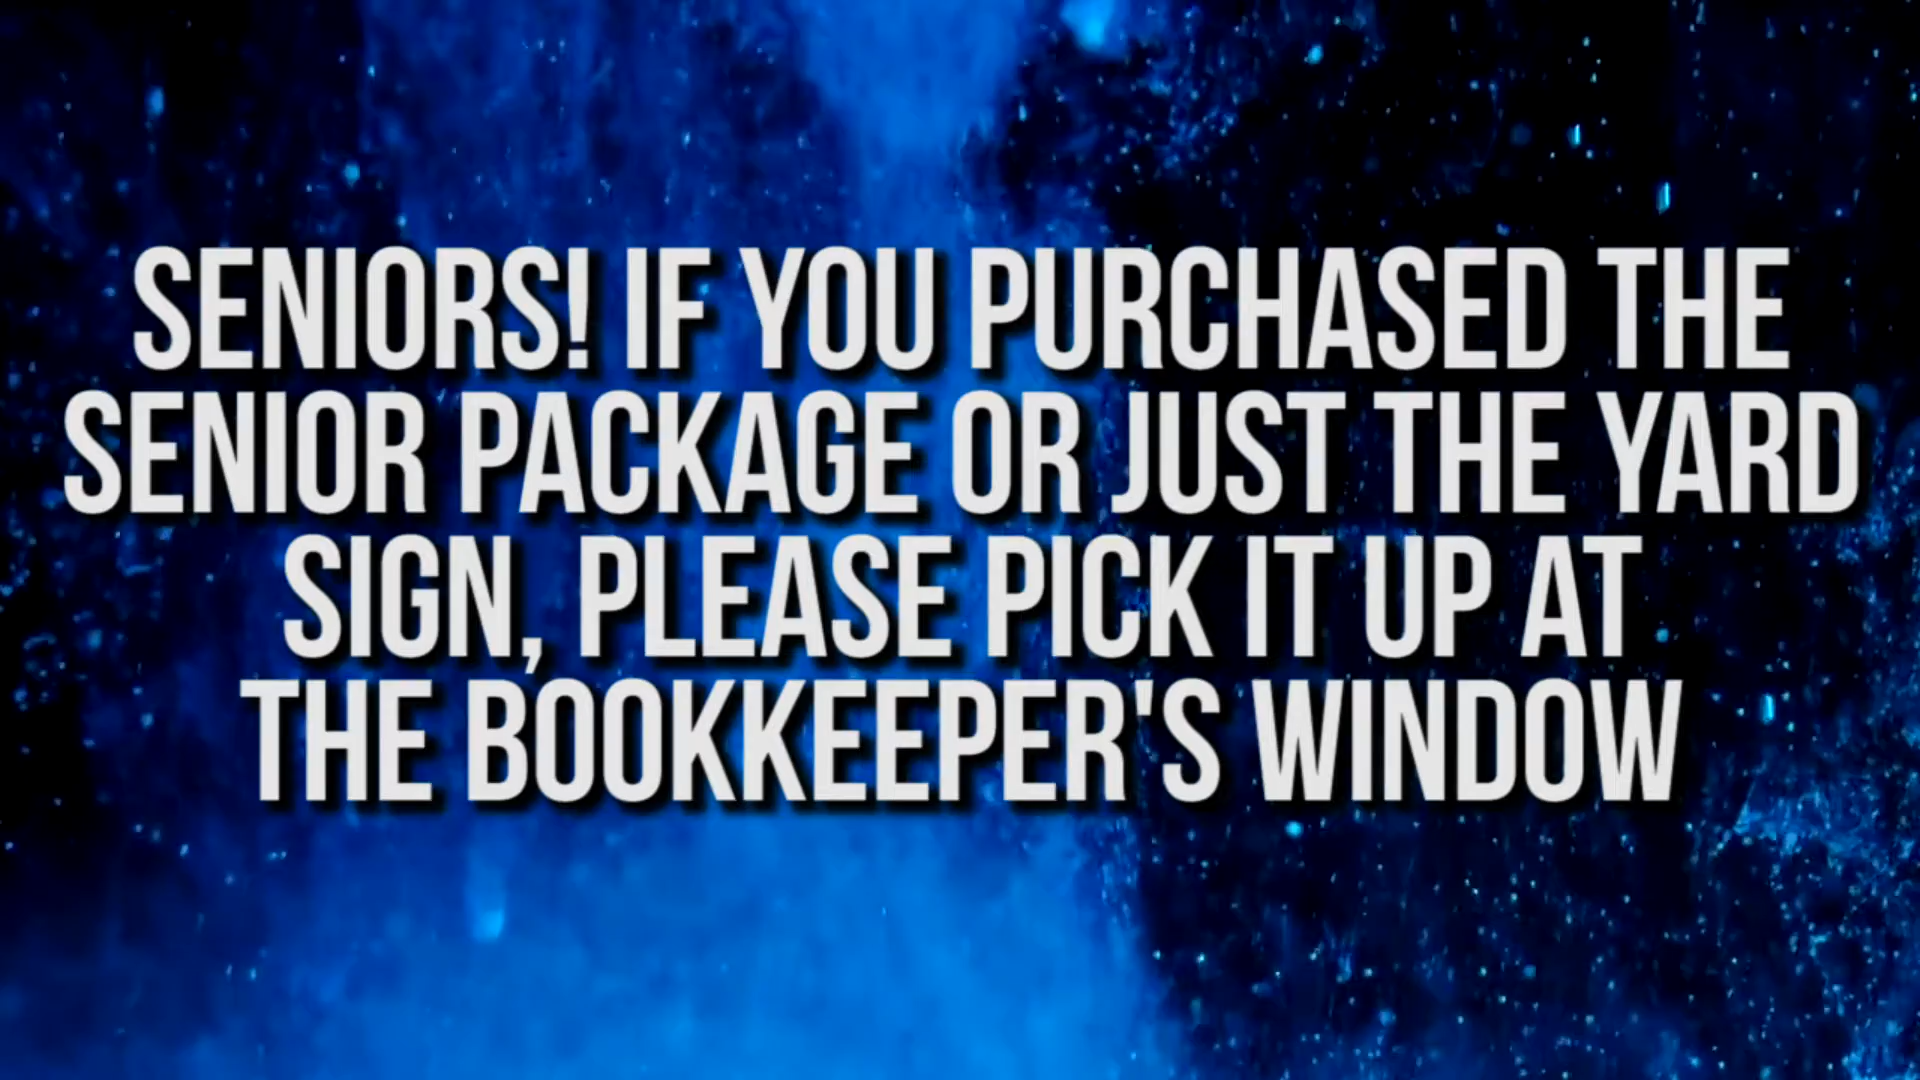 SENIORS! IF YOU PURCHASED THE
SENIOR PACKAGE OR JUST THE YARD
SIGN, PLEASE PICK IT UP AT
THE BOOKKEEPER'S WINDOW